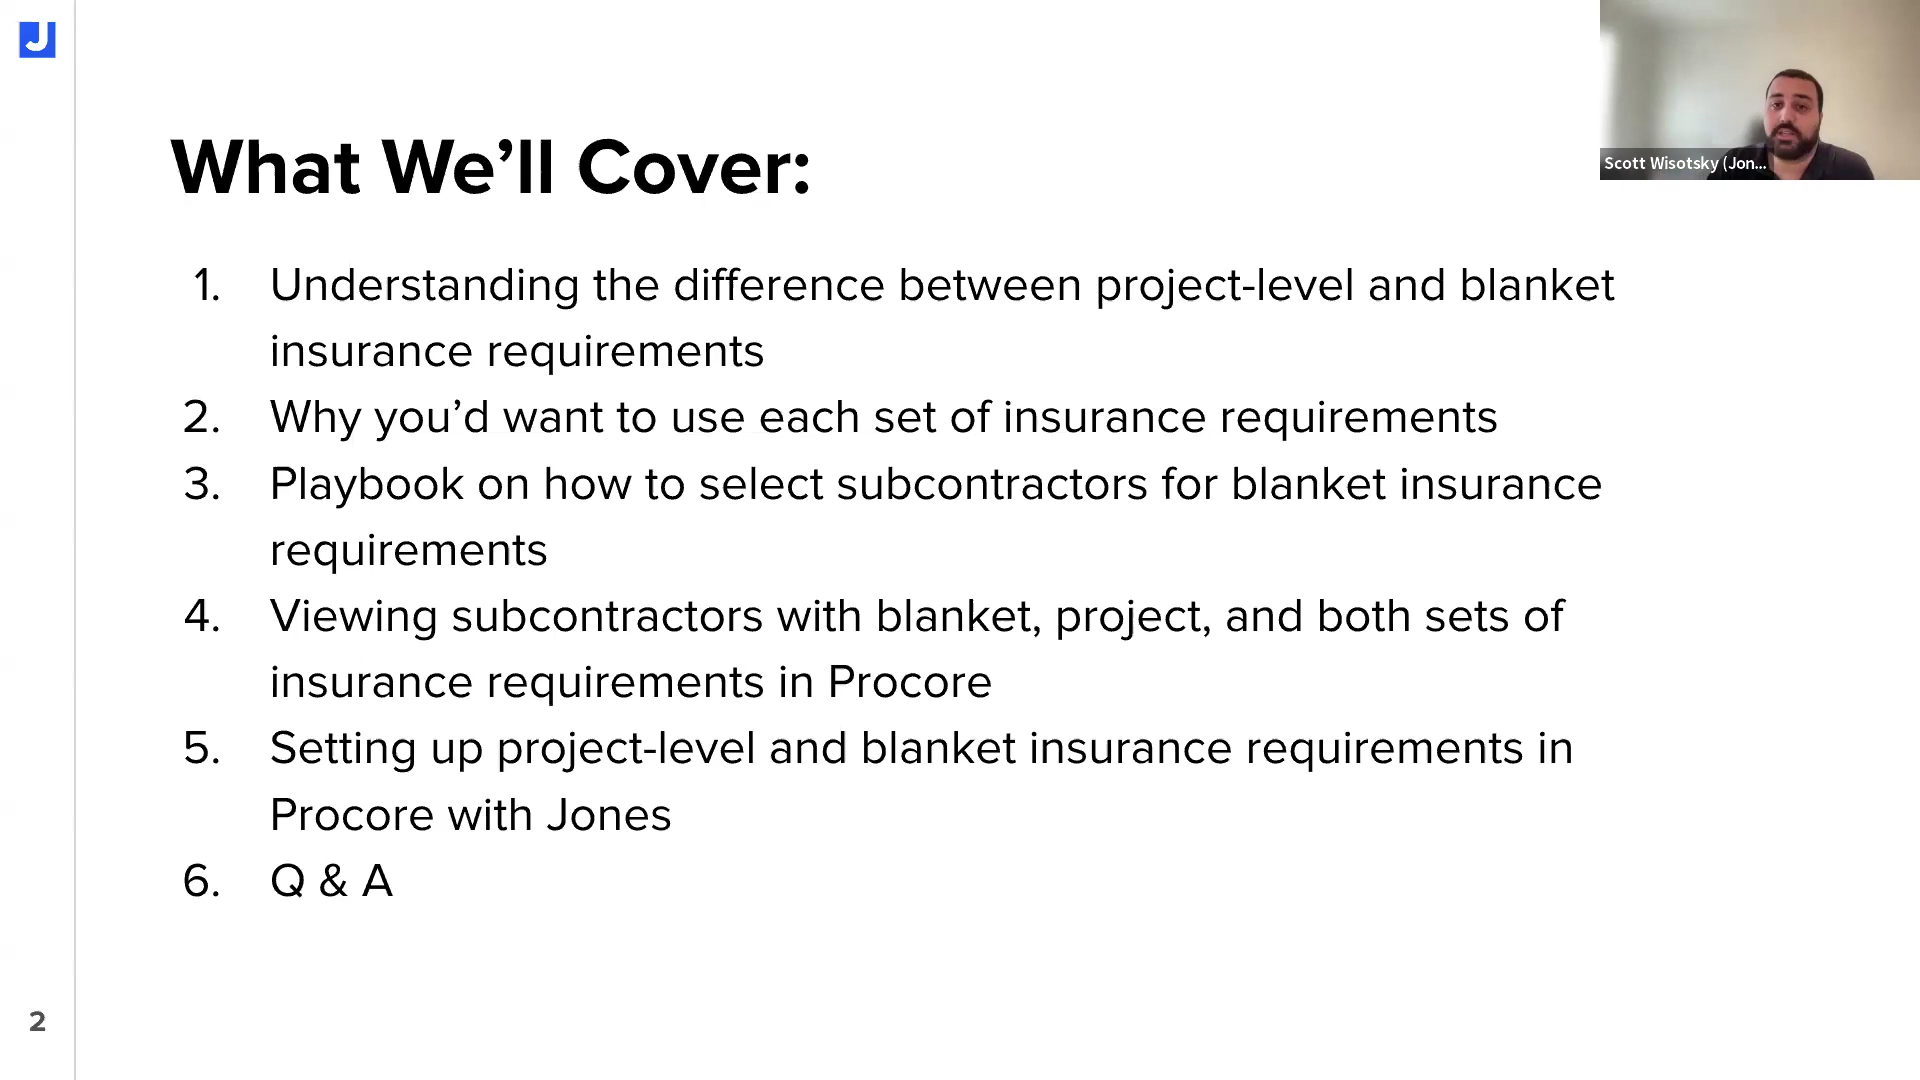 J
Scott Wisotsky (Jon...
What We’ll Cover:
1. Understanding the difference between project-level and blanket
insurance requirements
2. Why you’d want to use each set of insurance requirements
3. Playbook on how to select subcontractors for blanket insurance
requirements
4. Viewing subcontractors with blanket, project, and both sets of
insurance requirements in Procore
5. Setting up project-level and blanket insurance requirements in
Procore with Jones
6. Q & A
2